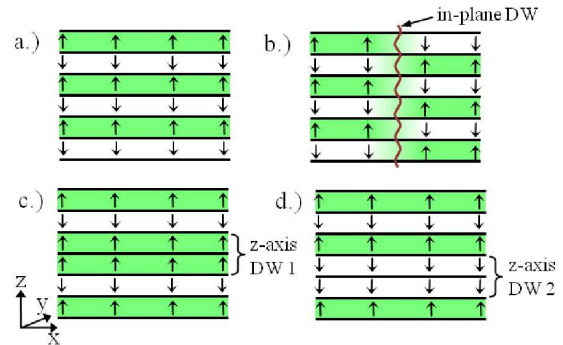 a.)
b.)
in-plane DW
c.)
z-axis
DW 1
d.)
z-axis
DW 2
z
y
x